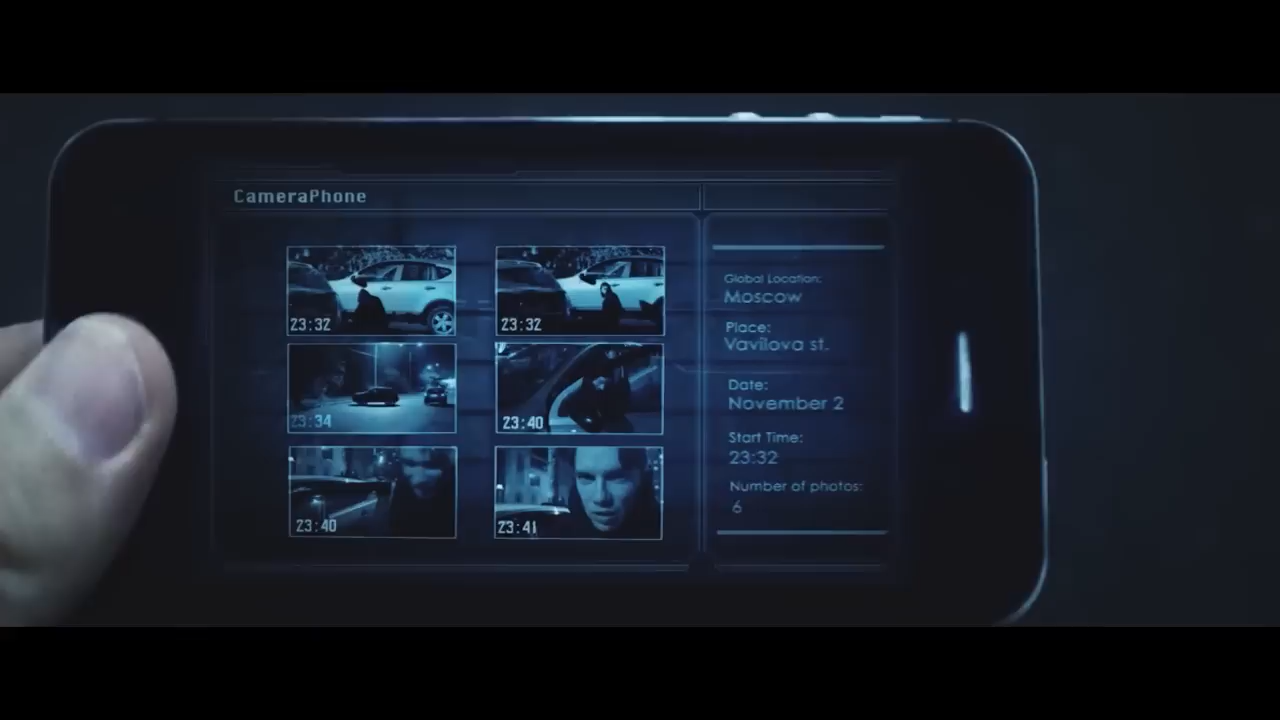 CameraPhone
23:32
23:32
23:34
23:40
23:40
23:41
Global Location:
Moscow
Place:
Vavilova st.
Date:
November 2
Start Time:
23:32
Number of photos:
6